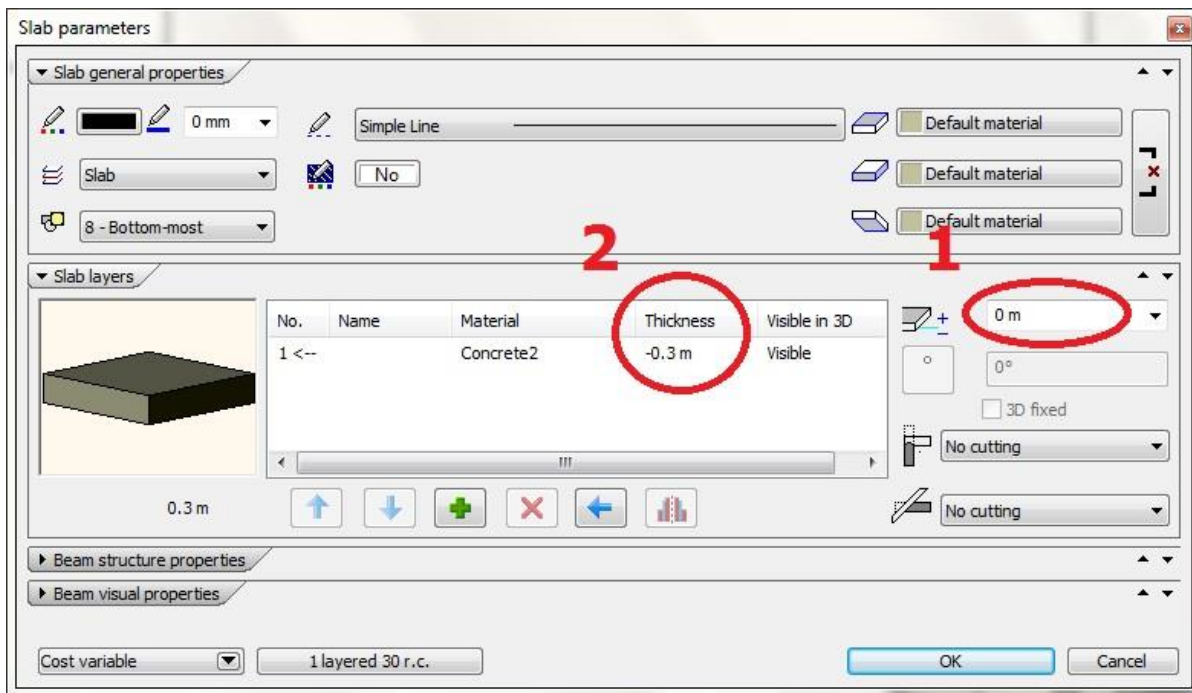 Slab parameters
Slab general properties
0 mm
Simple Line
Default material
Slab
No
Default material
8 - Bottom-most
Default material
2
1
Slab layers
No. Name Material Thickness Visible in 3D
1 <-- Concrete2 -0.3 m Visible
0 m
0°
3D fixed
No cutting
0.3 m
No cutting
Beam structure properties
Beam visual properties
Cost variable
1 layered 30 r.c.
OK
Cancel